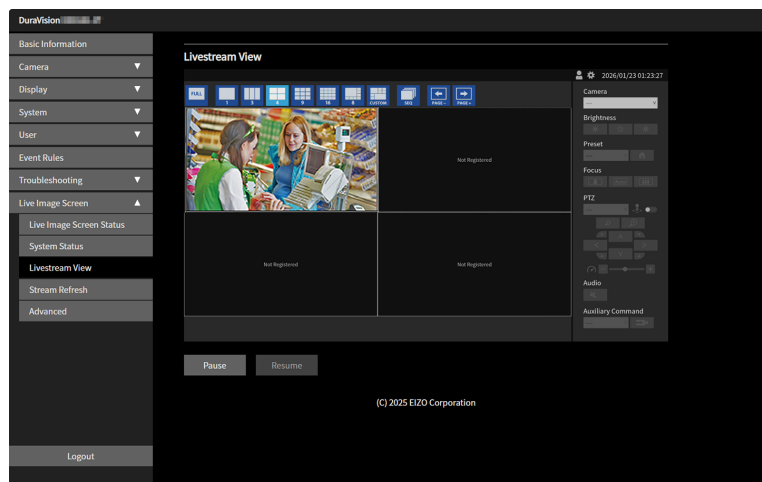 DuraVision
Basic Information
Camera ▼
Display ▼
System ▼
User ▼
Event Rules
Troubleshooting ▼
Live Image Screen ▲
Live Image Screen Status
System Status
Livestream View
Stream Refresh
Advanced
Logout
Livestream View
2026/01/23 01:23:27
FULL
1
3
4
9
16
8
CUSTOM
SEQ
PAGE -
PAGE +
Not Registered
Not Registered
Not Registered
Camera
---
Brightness
Preset
---
Focus
PTZ
---
Audio
Auxiliary Command
---
Pause
Resume
(C) 2025 EIZO Corporation